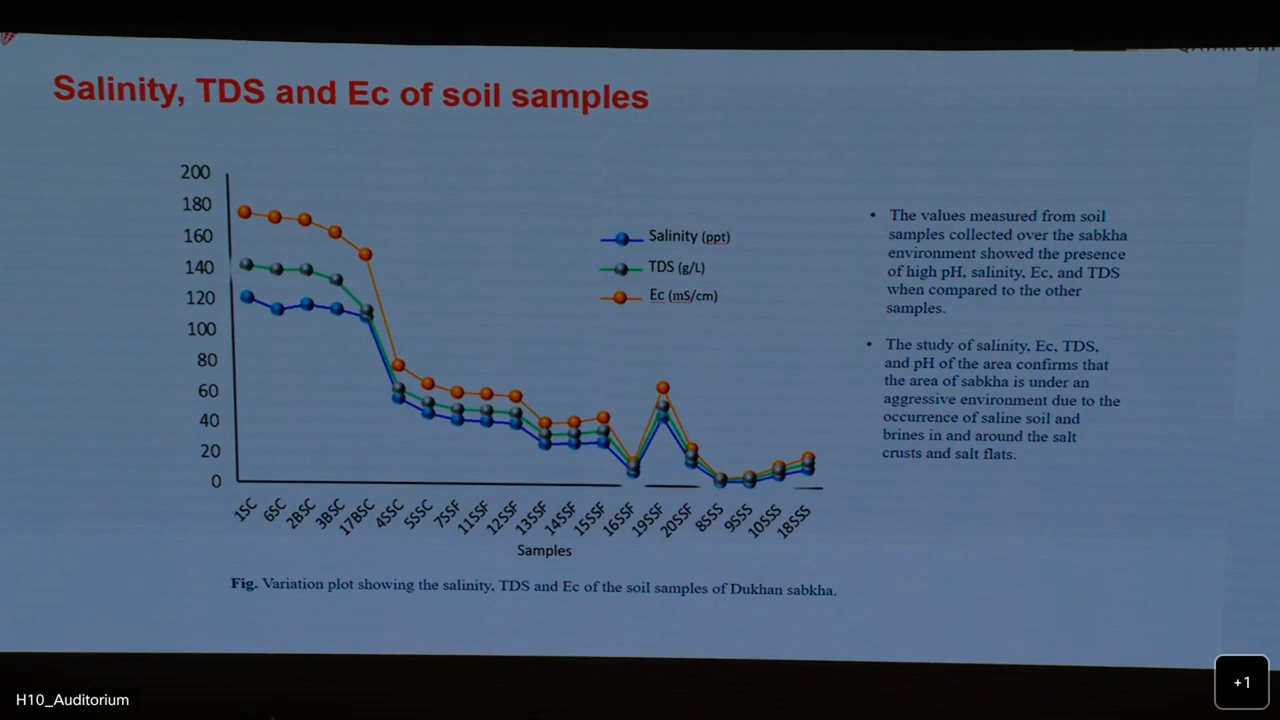 Salinity, TDS and Ec of soil samples
200
180
160
140
120
100
80
60
40
20
0
Salinity (ppt)
TDS (g/L)
Ec (mS/cm)
1SC
6SC
2BSC
3BSC
17BSC
4SSC
5SSC
7SSF
11SSF
12SSF
13SSF
14SSF
15SSF
16SSF
19SSF
20SSF
8SSS
9SSS
10SSS
18SSS
Samples
Fig. Variation plot showing the salinity, TDS and Ec of the soil samples of Dukhan sabkha.
• The values measured from soil
samples collected over the sabkha
environment showed the presence
of high pH, salinity, Ec, and TDS
when compared to the other
samples.
• The study of salinity, Ec, TDS,
and pH of the area confirms that
the area of sabkha is under an
aggressive environment due to the
occurrence of saline soil and
brines in and around the salt
crusts and salt flats.
H10_Auditorium
+1